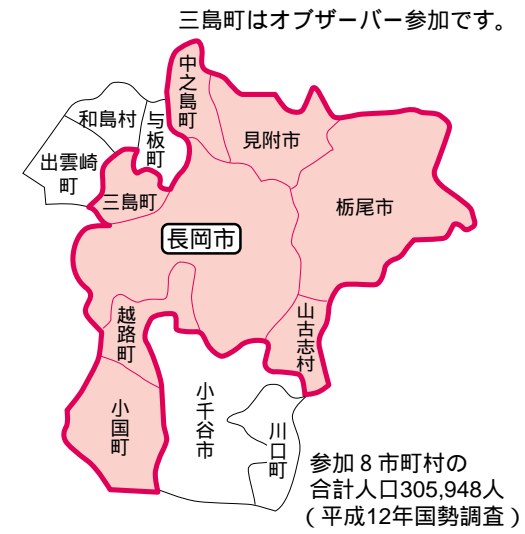 三島町はオブザーバー参加です。
中之島町
和島村
与板町
見附市
出雲崎
町
三島町
栃尾市
長岡市
山古志村
越路町
小国町
小千谷市
川口町
参加８市町村の
合計人口305,948人
（平成12年国勢調査）